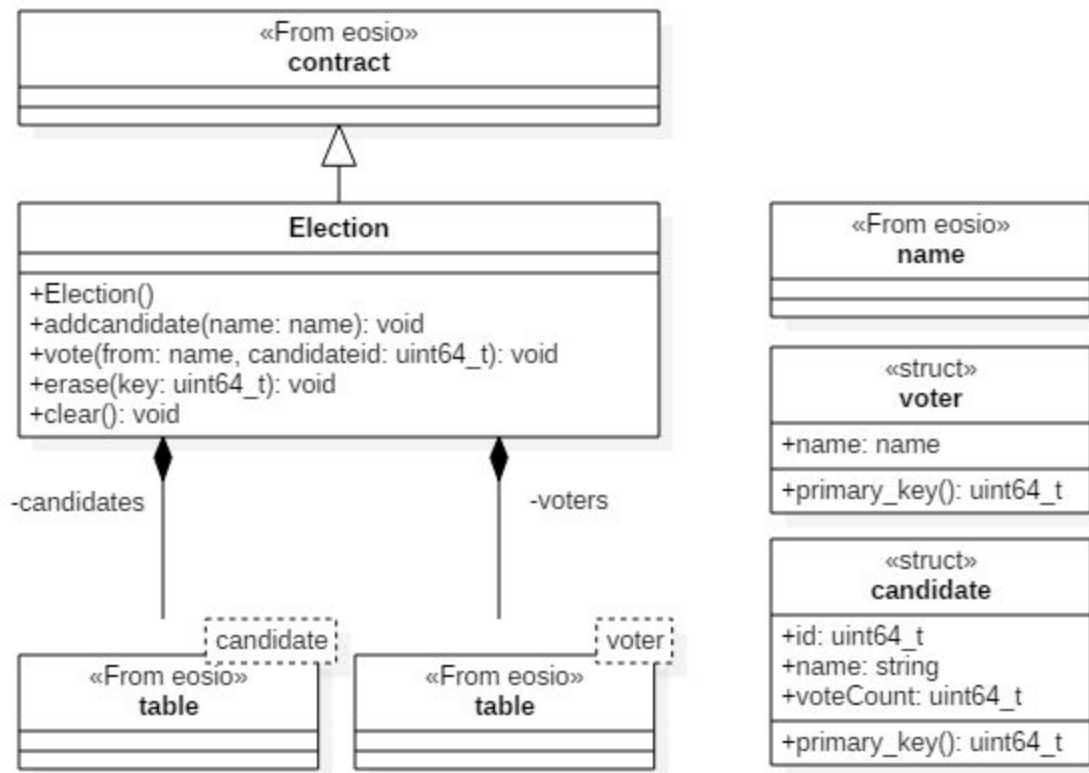 «From eosio»
contract
Election
+Election()
+addcandidate(name: name): void
+vote(from: name, candidateid: uint64_t): void
+erase(key: uint64_t): void
+clear(): void
-candidates
-voters
candidate
«From eosio»
table
voter
«From eosio»
table
«From eosio»
name
«struct»
voter
+name: name
+primary_key(): uint64_t
«struct»
candidate
+id: uint64_t
+name: string
+voteCount: uint64_t
+primary_key(): uint64_t